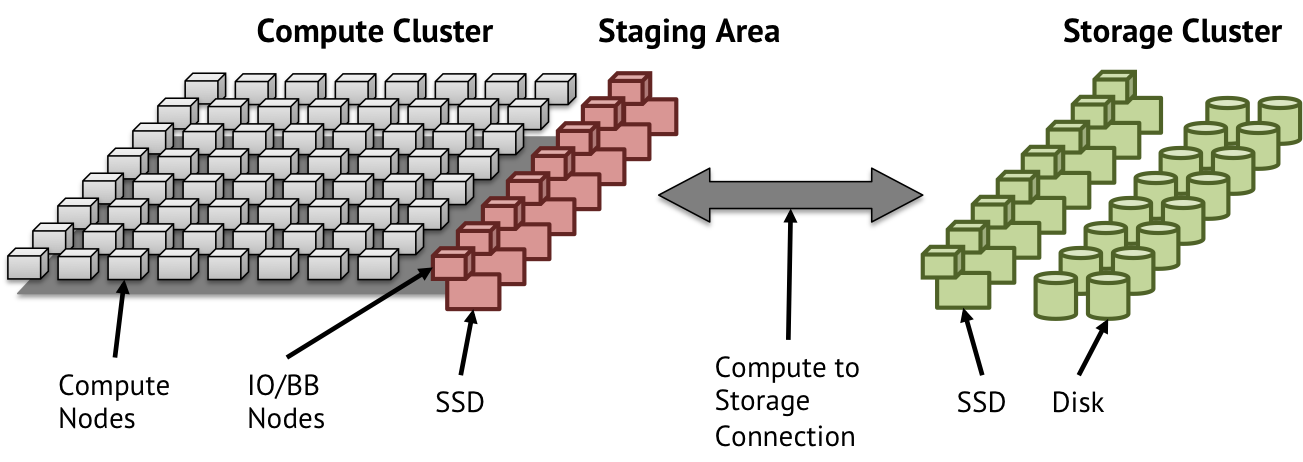 Compute Cluster
Staging Area
Storage Cluster
Compute
Nodes
IO/BB
Nodes
SSD
Compute to
Storage
Connection
SSD
Disk